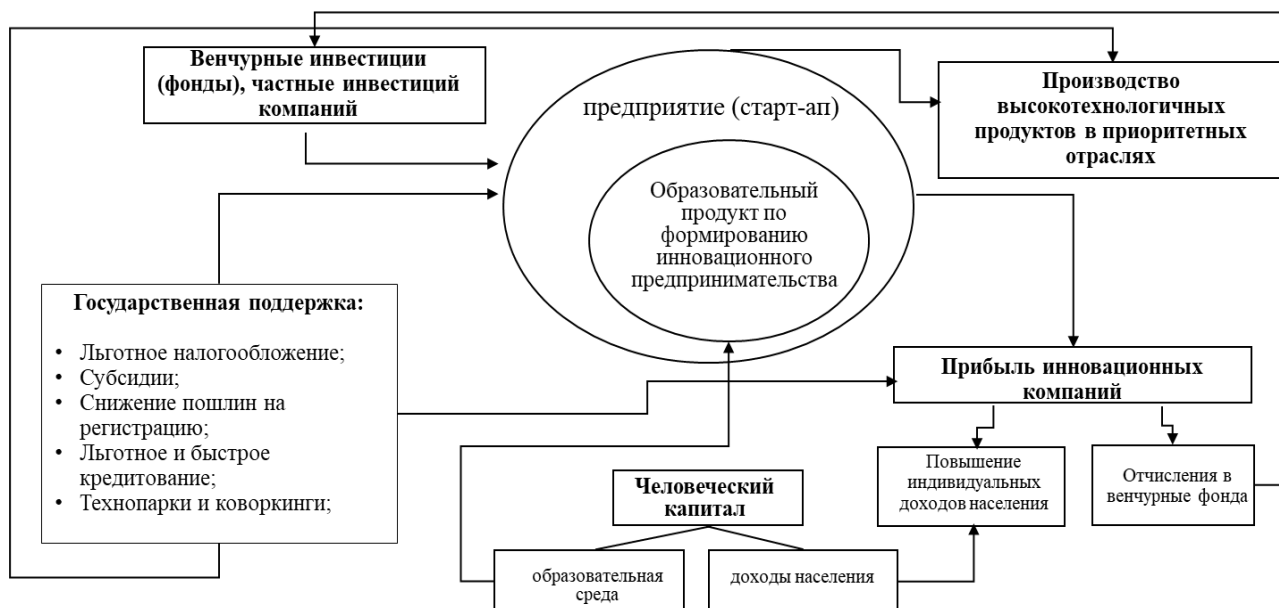 Венчурные инвестиции
(фонды), частные инвестиций
компаний
предприятие (старт-ап)
Производство
высокотехнологичных
продуктов в приоритетных
отраслях
Образовательный
продукт по
формированию
инновационного
предпринимательства
Государственная поддержка:
• Льготное налогообложение;
• Субсидии;
• Снижение пошлин на
регистрацию;
• Льготное и быстрое
кредитование;
• Технопарки и коворкинги;
Прибыль инновационных
компаний
Человеческий
капитал
Повышение
индивидуальных
доходов населения
Отчисления в
венчурные фонда
образовательная
среда
доходы населения